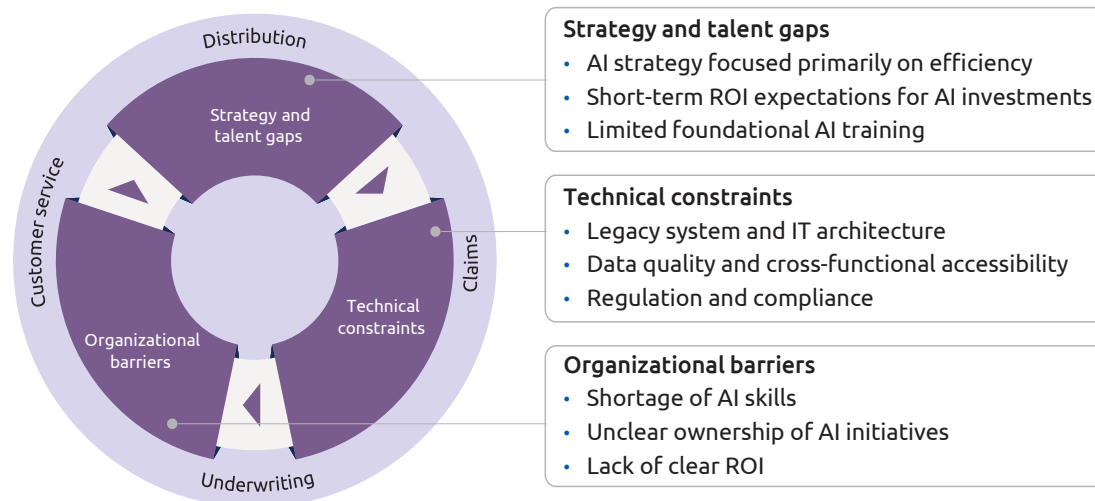 Distribution
Strategy and
talent gaps
Customer service
Claims
Technical
constraints
Organizational
barriers
Underwriting
Strategy and talent gaps
• AI strategy focused primarily on efficiency
• Short-term ROI expectations for AI investments
• Limited foundational AI training
Technical constraints
• Legacy system and IT architecture
• Data quality and cross-functional accessibility
• Regulation and compliance
Organizational barriers
• Shortage of AI skills
• Unclear ownership of AI initiatives
• Lack of clear ROI